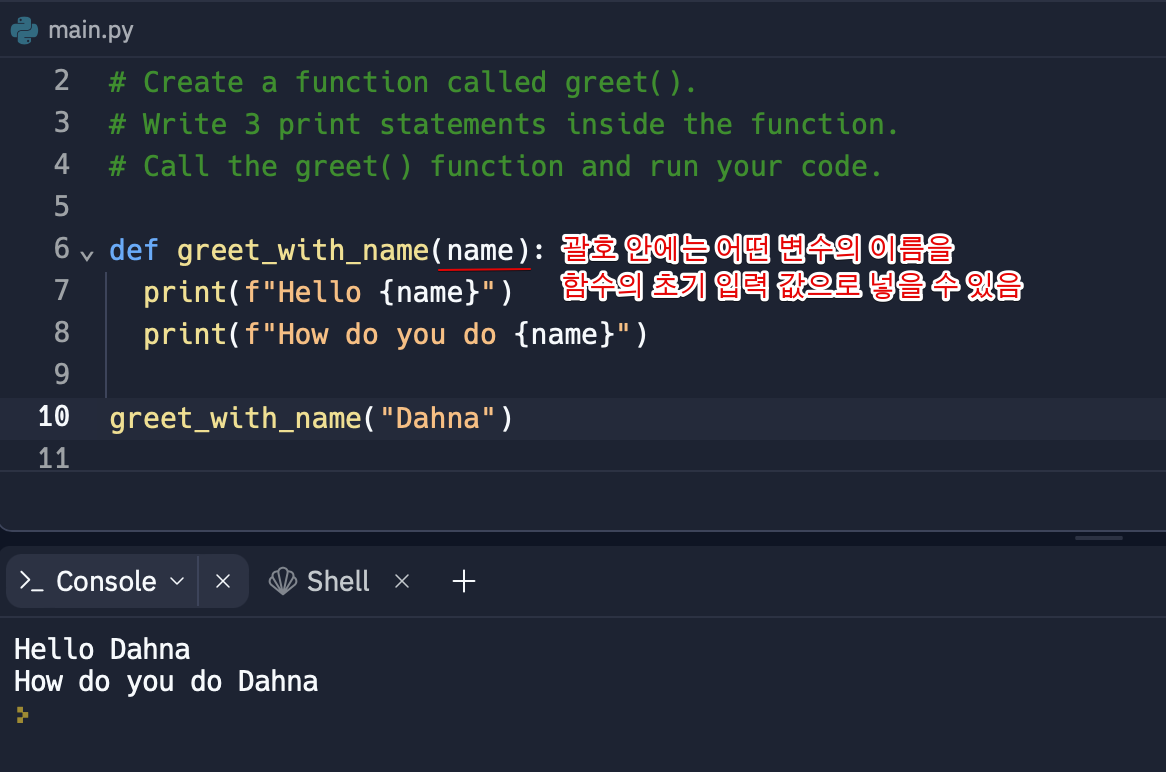 main.py
2 # Create a function called greet().
3 # Write 3 print statements inside the function.
4 # Call the greet() function and run your code.
5
6 def greet_with_name(name): 괄호 안에는 어떤 변수의 이름을
7 print(f"Hello {name}") 함수의 초기 입력 값으로 넣을 수 있음
8 print(f"How do you do {name}")
9
10 greet_with_name("Dahna")
11
>_ Console Shell
Hello Dahna
How do you do Dahna